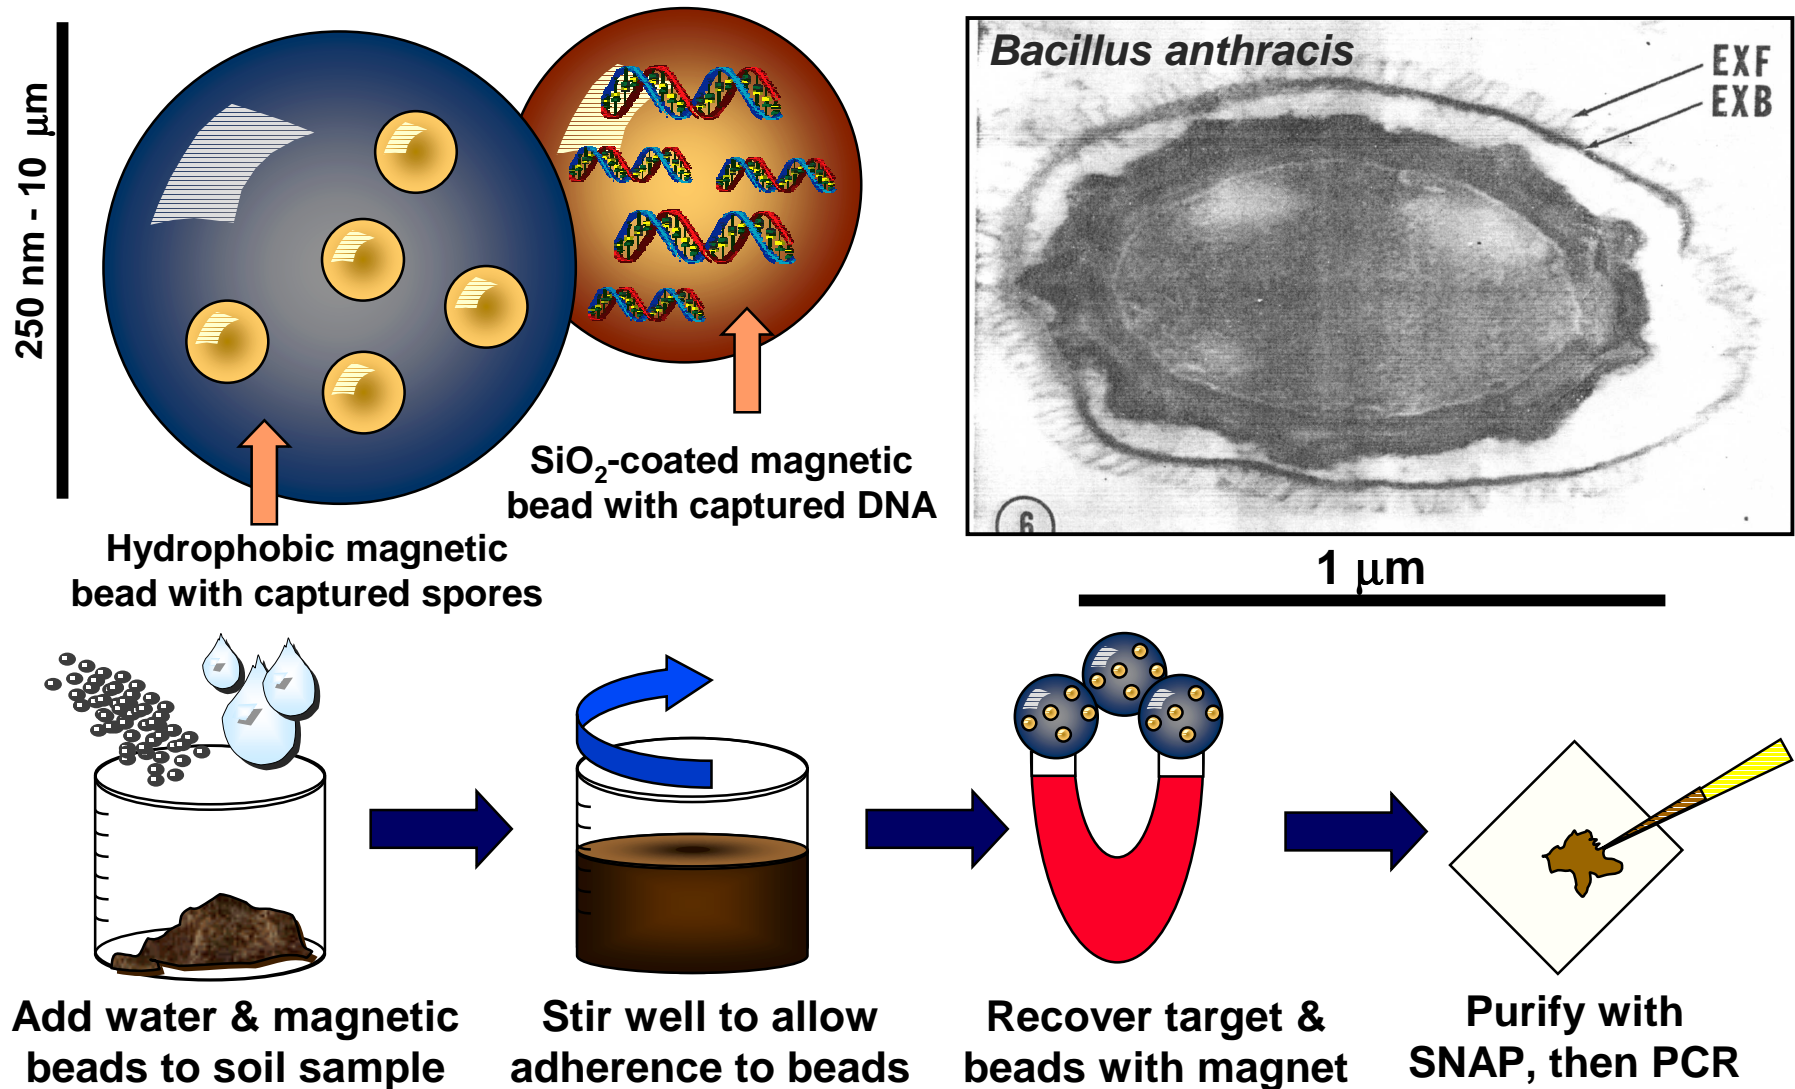 250 nm - 10 μm
Hydrophobic magnetic
bead with captured spores
SiO₂-coated magnetic
bead with captured DNA
Bacillus anthracis
EXF
EXB
6
1 μm
Add water & magnetic
beads to soil sample
Stir well to allow
adherence to beads
Recover target &
beads with magnet
Purify with
SNAP, then PCR